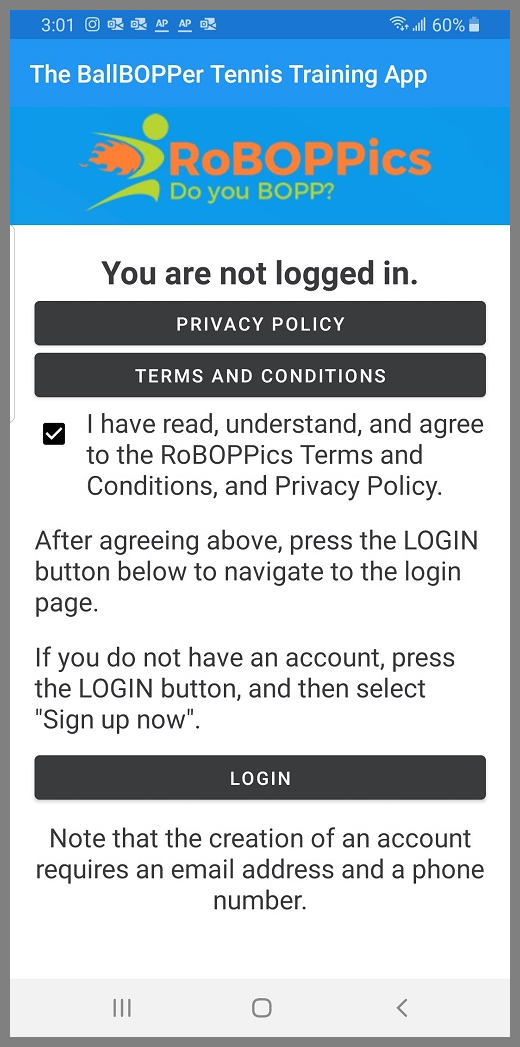 3:01 AP AP 60%
The BallBOPPer Tennis Training App
RoBOPPics
Do you BOPP?
You are not logged in.
PRIVACY POLICY
TERMS AND CONDITIONS
I have read, understand, and agree
to the RoBOPPics Terms and
Conditions, and Privacy Policy.
After agreeing above, press the LOGIN
button below to navigate to the login
page.
If you do not have an account, press
the LOGIN button, and then select
"Sign up now".
LOGIN
Note that the creation of an account
requires an email address and a phone
number.